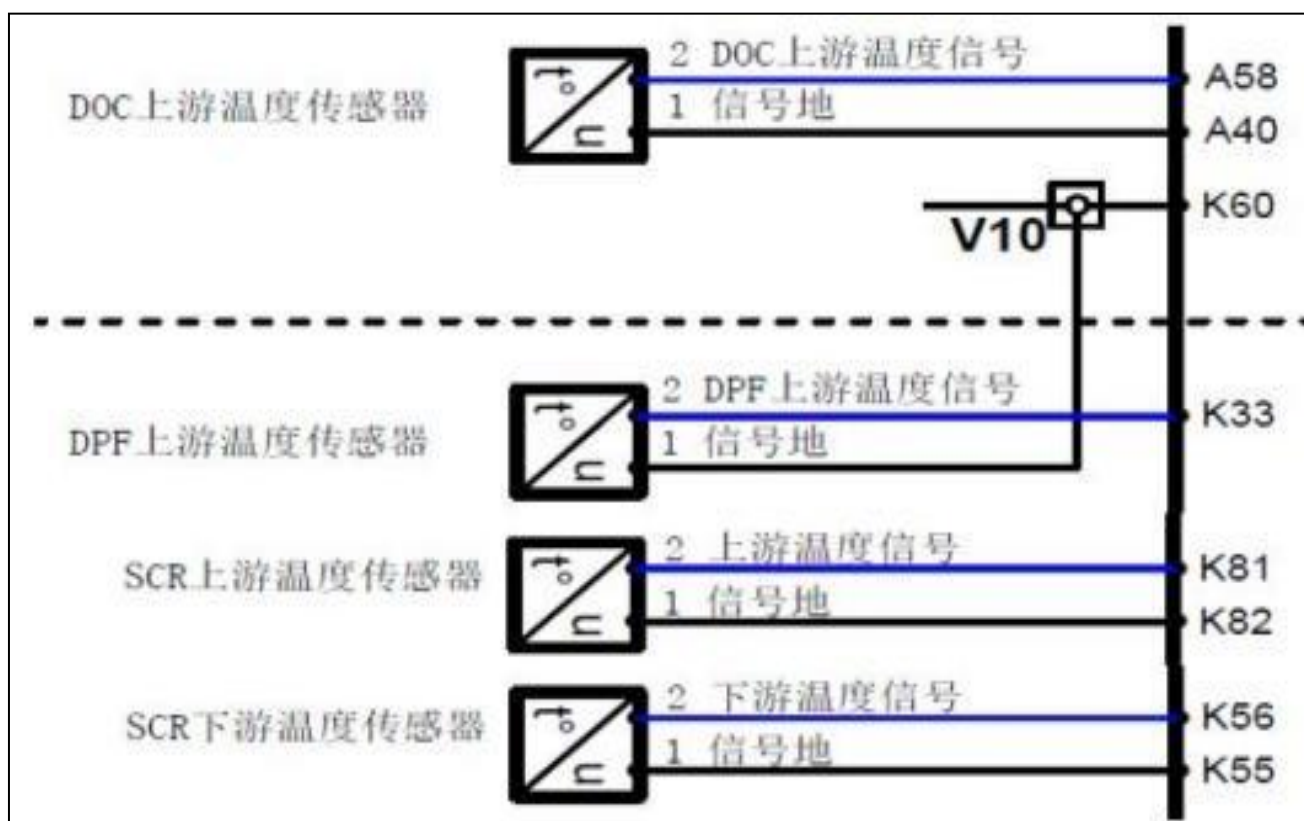 2 DOC上游温度信号
A58
DOC上游温度传感器
t°
u
1 信号地
A40
K60
V10
2 DPF上游温度信号
K33
DPF上游温度传感器
t°
u
1 信号地
2 上游温度信号
K81
SCR上游温度传感器
t°
u
1 信号地
K82
2 下游温度信号
K56
SCR下游温度传感器
t°
u
1 信号地
K55